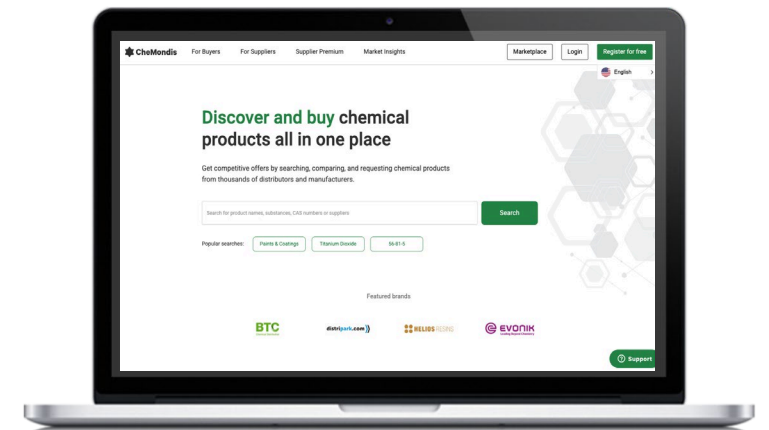 CheMondis
For Buyers
For Suppliers
Supplier Premium
Market Insights
Marketplace
Login
Register for free
English
Discover and buy chemical
products all in one place
Get competitive offers by searching, comparing, and requesting chemical products
from thousands of distributors and manufacturers.
Search for product names, substances, CAS numbers or suppliers
Search
Popular searches:
Paints & Coatings
Titanium Dioxide
56-81-5
Featured brands
BTC
distripark.com
HELIOS RESINS
EVONIK
Leading Beyond Chemistry
Support